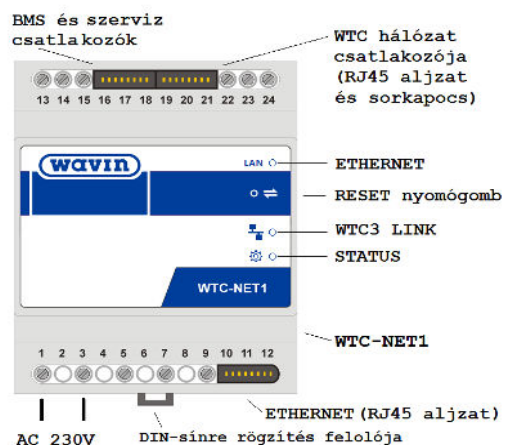 BMS és szerviz
csatlakozók
WTC hálózat
csatlakozója
(RJ45 aljzat
és sorkapocs)
13 14 15 16 17 18 19 20 21 22 23 24
wavin
LAN
ETHERNET
RESET nyomógomb
WTC3 LINK
STATUS
WTC-NET1
WTC-NET1
1 2 3 4 5 6 7 8 9 10 11 12
ETHERNET (RJ45 aljzat)
AC 230V
DIN-sínre rögzítés felolója